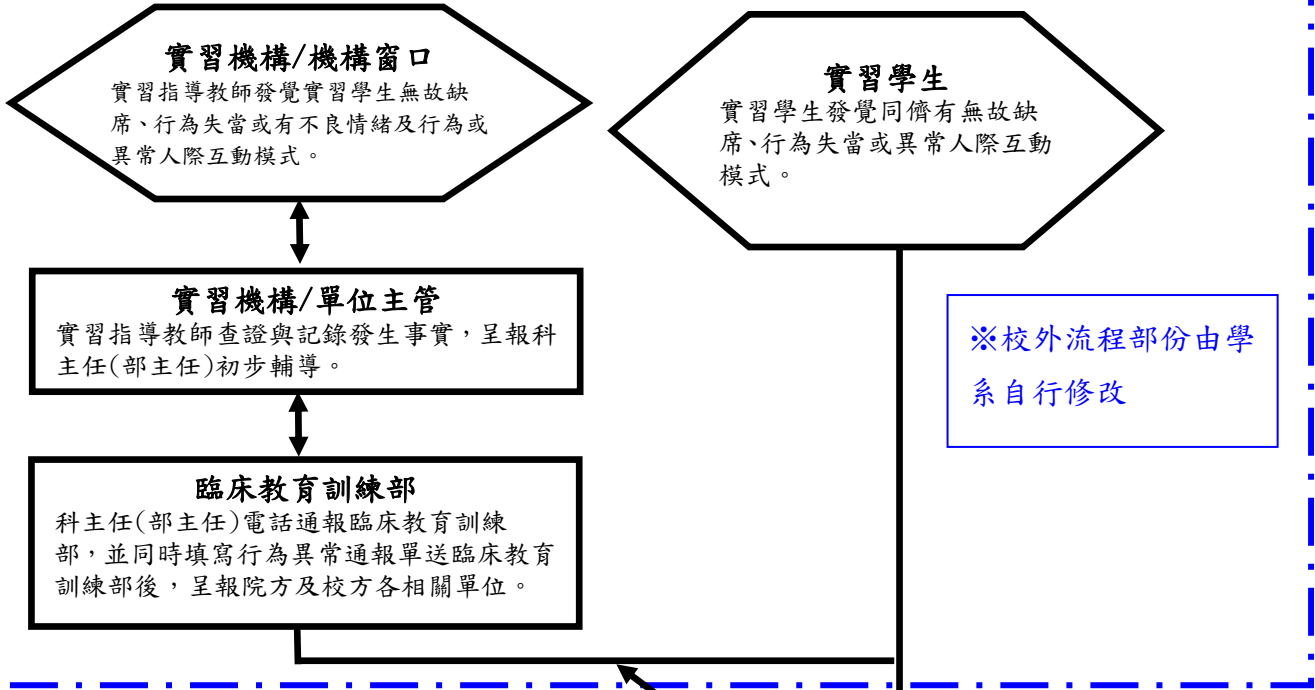 實習機構/機構窗口
實習指導教師發覺實習學生無故缺
席、行為失當或有不良情緒及行為或
異常人際互動模式。
實習學生
實習學生發覺同儕有無故缺
席、行為失當或異常人際互動
模式。
實習機構/單位主管
實習指導教師查證與記錄發生事實，呈報科
主任(部主任)初步輔導。
※校外流程部份由學
系自行修改
臨床教育訓練部
科主任(部主任)電話通報臨床教育訓練
部，並同時填寫行為異常通報單送臨床教育
訓練部後，呈報院方及校方各相關單位。